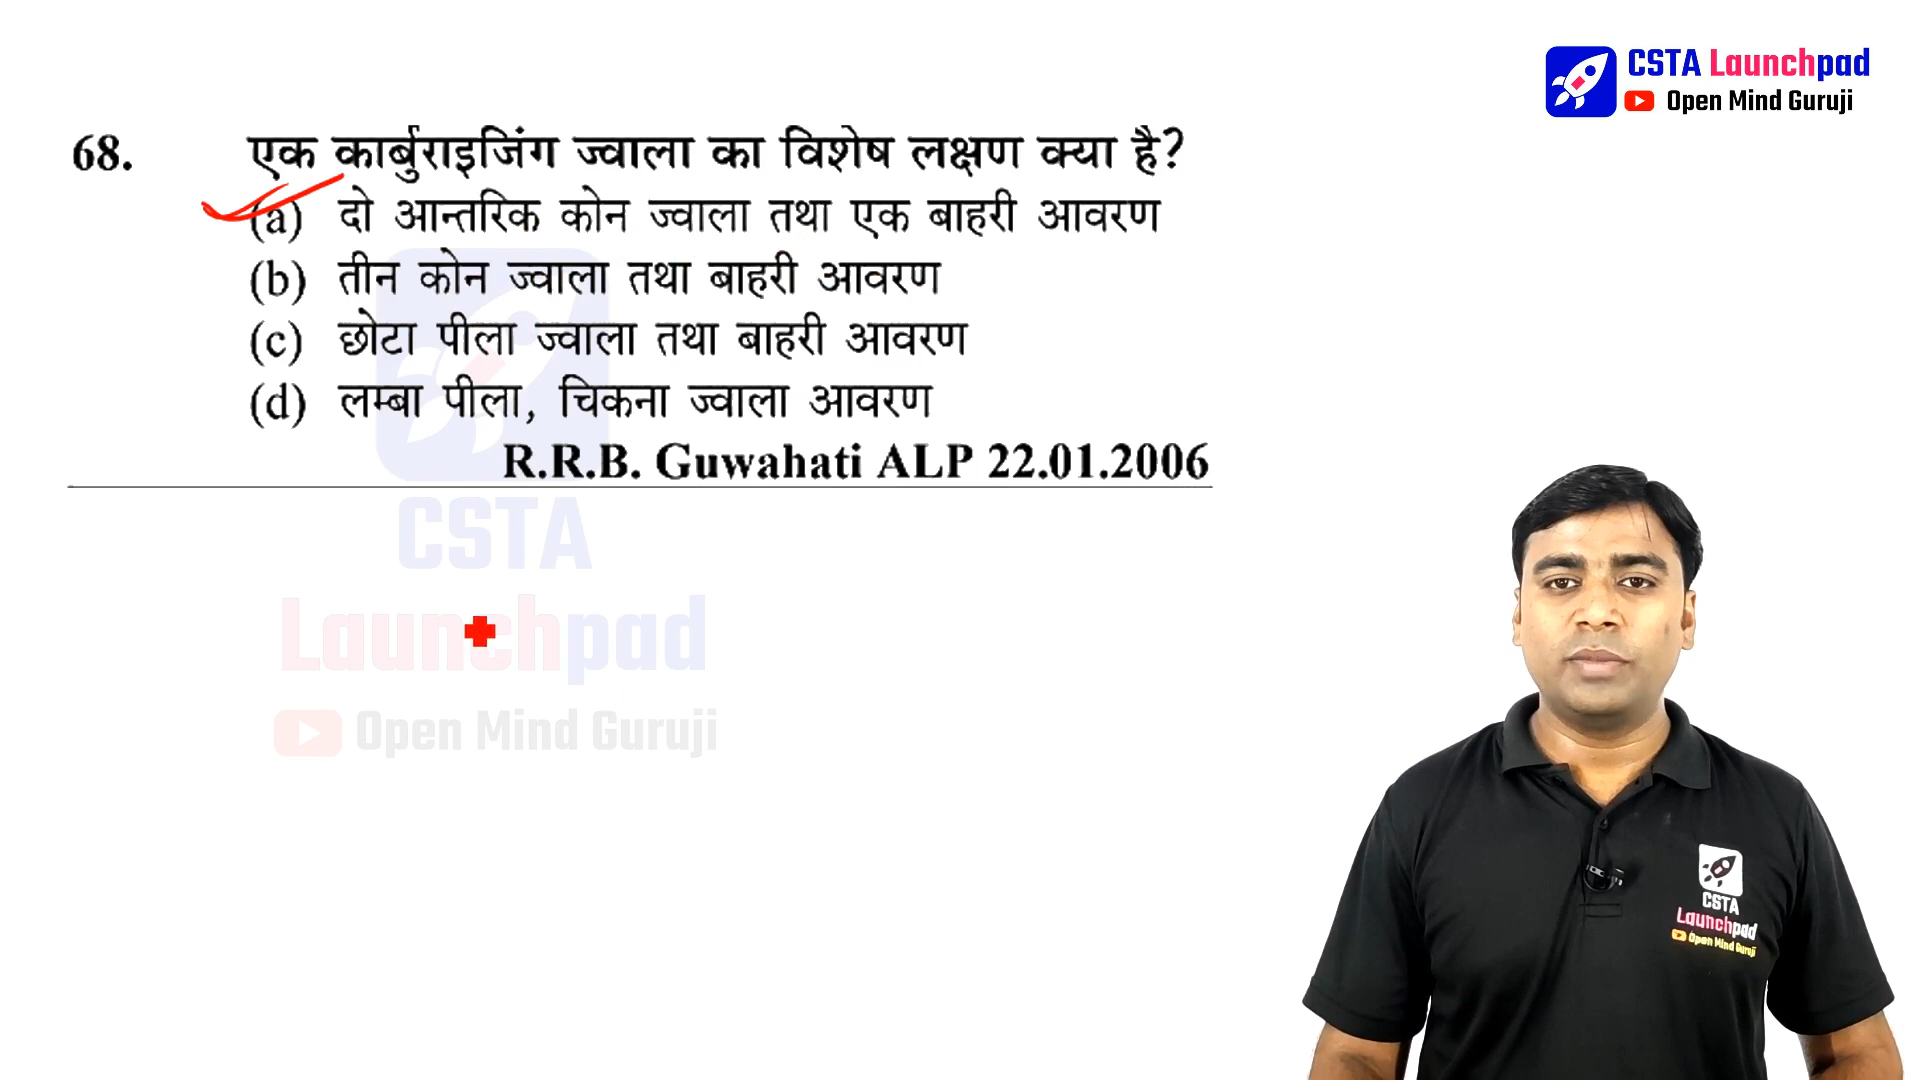 CSTA Launchpad
Open Mind Guruji
68. एक कार्बुराइजिंग ज्वाला का विशेष लक्षण क्या है?
(a) दो आन्तरिक कोन ज्वाला तथा एक बाहरी आवरण
(b) तीन कोन ज्वाला तथा बाहरी आवरण
(c) छोटा पीला ज्वाला तथा बाहरी आवरण
(d) लम्बा पीला, चिकना ज्वाला आवरण
R.R.B. Guwahati ALP 22.01.2006
CSTA
Launchpad
Open Mind Guruji
CSTA
Launchpad
Open Mind Guruji